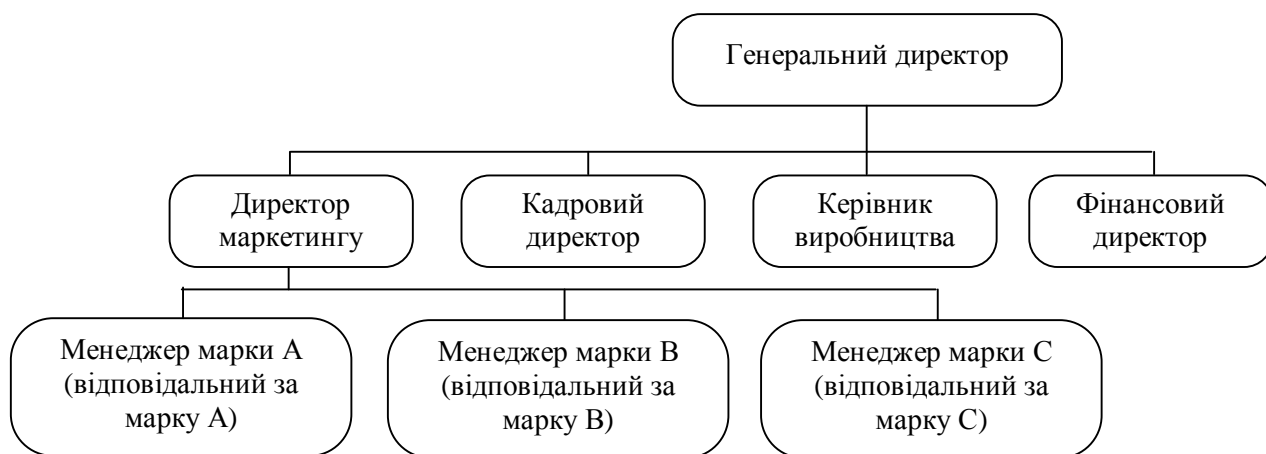 Генеральний директор
Директор
маркетингу
Кадровий
директор
Керівник
виробництва
Фінансовий
директор
Менеджер марки А
(відповідальний за
марку А)
Менеджер марки В
(відповідальний за
марку В)
Менеджер марки С
(відповідальний за
марку С)